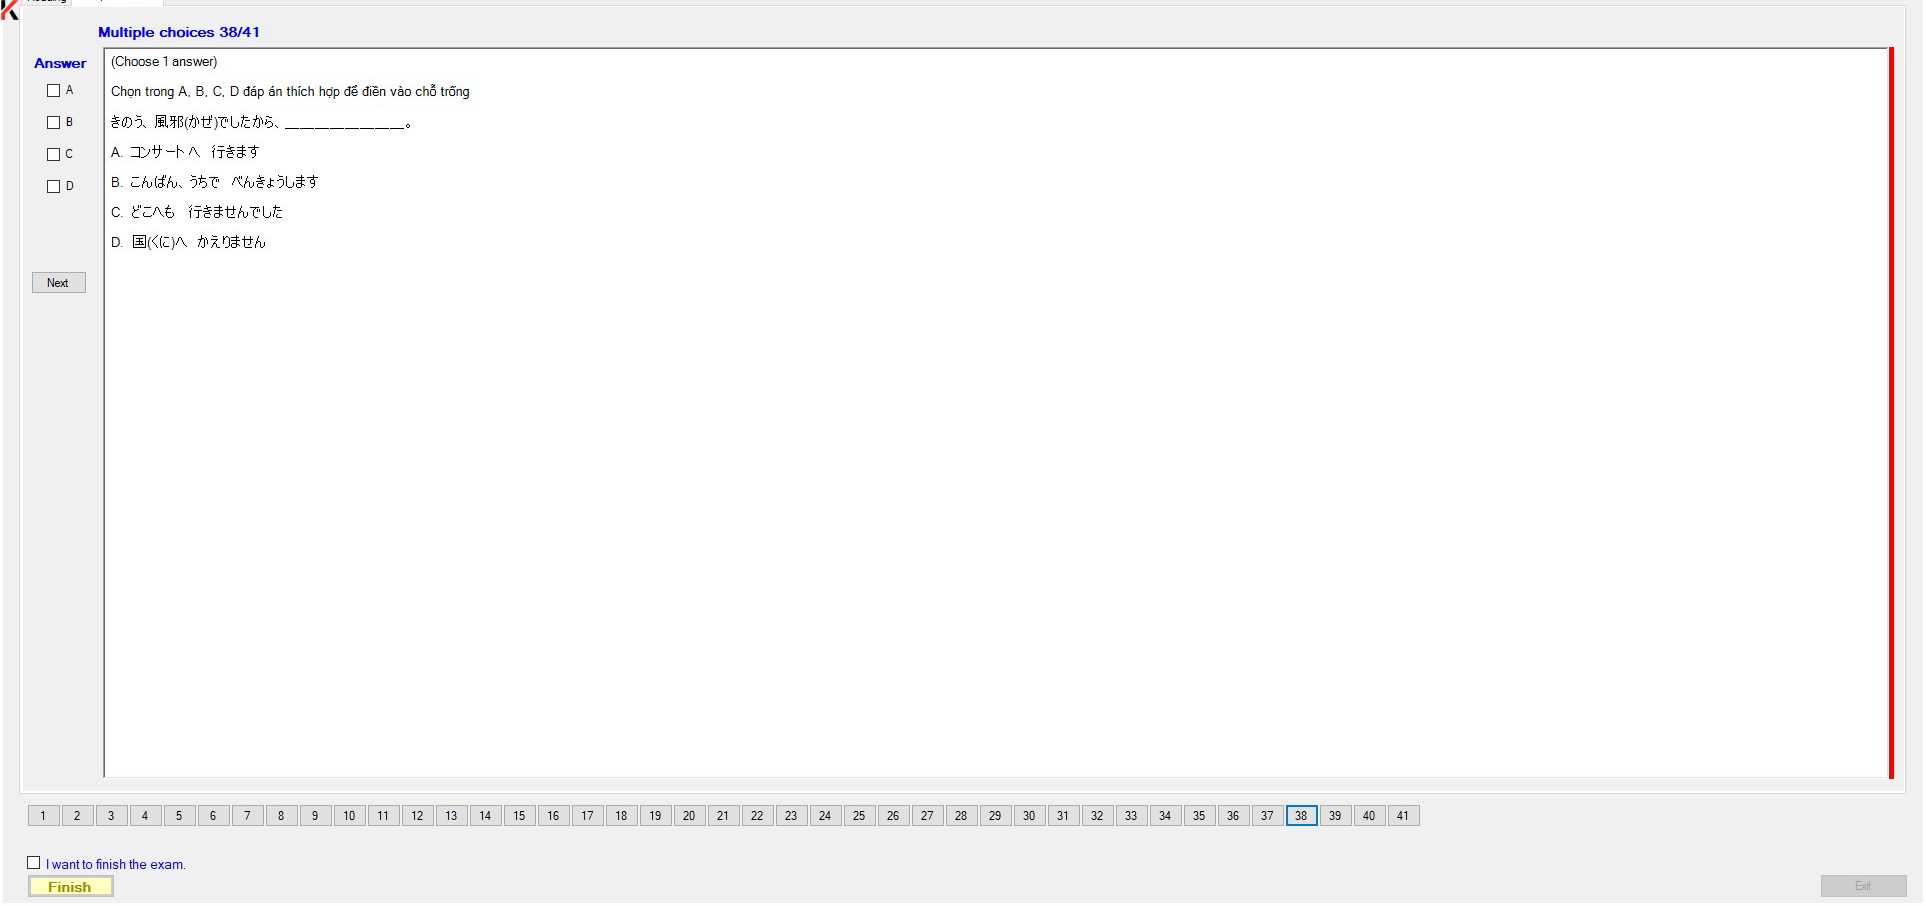 Multiple choices 38/41
Answer
(Choose 1 answer)
A
Chọn trong A, B, C, D đáp án thích hợp để điền vào chỗ trống
B
きのう、風邪(かぜ)でしたから、_________________。
C
A. コンサートへ 行きます
D
B. こんばん、うちで べんきょうします
C. どこへも 行きませんでした
D. 国(くに)へ かえりません
Next
1 2 3 4 5 6 7 8 9 10 11 12 13 14 15 16 17 18 19 20 21 22 23 24 25 26 27 28 29 30 31 32 33 34 35 36 37 38 39 40 41
I want to finish the exam.
Finish
Exit